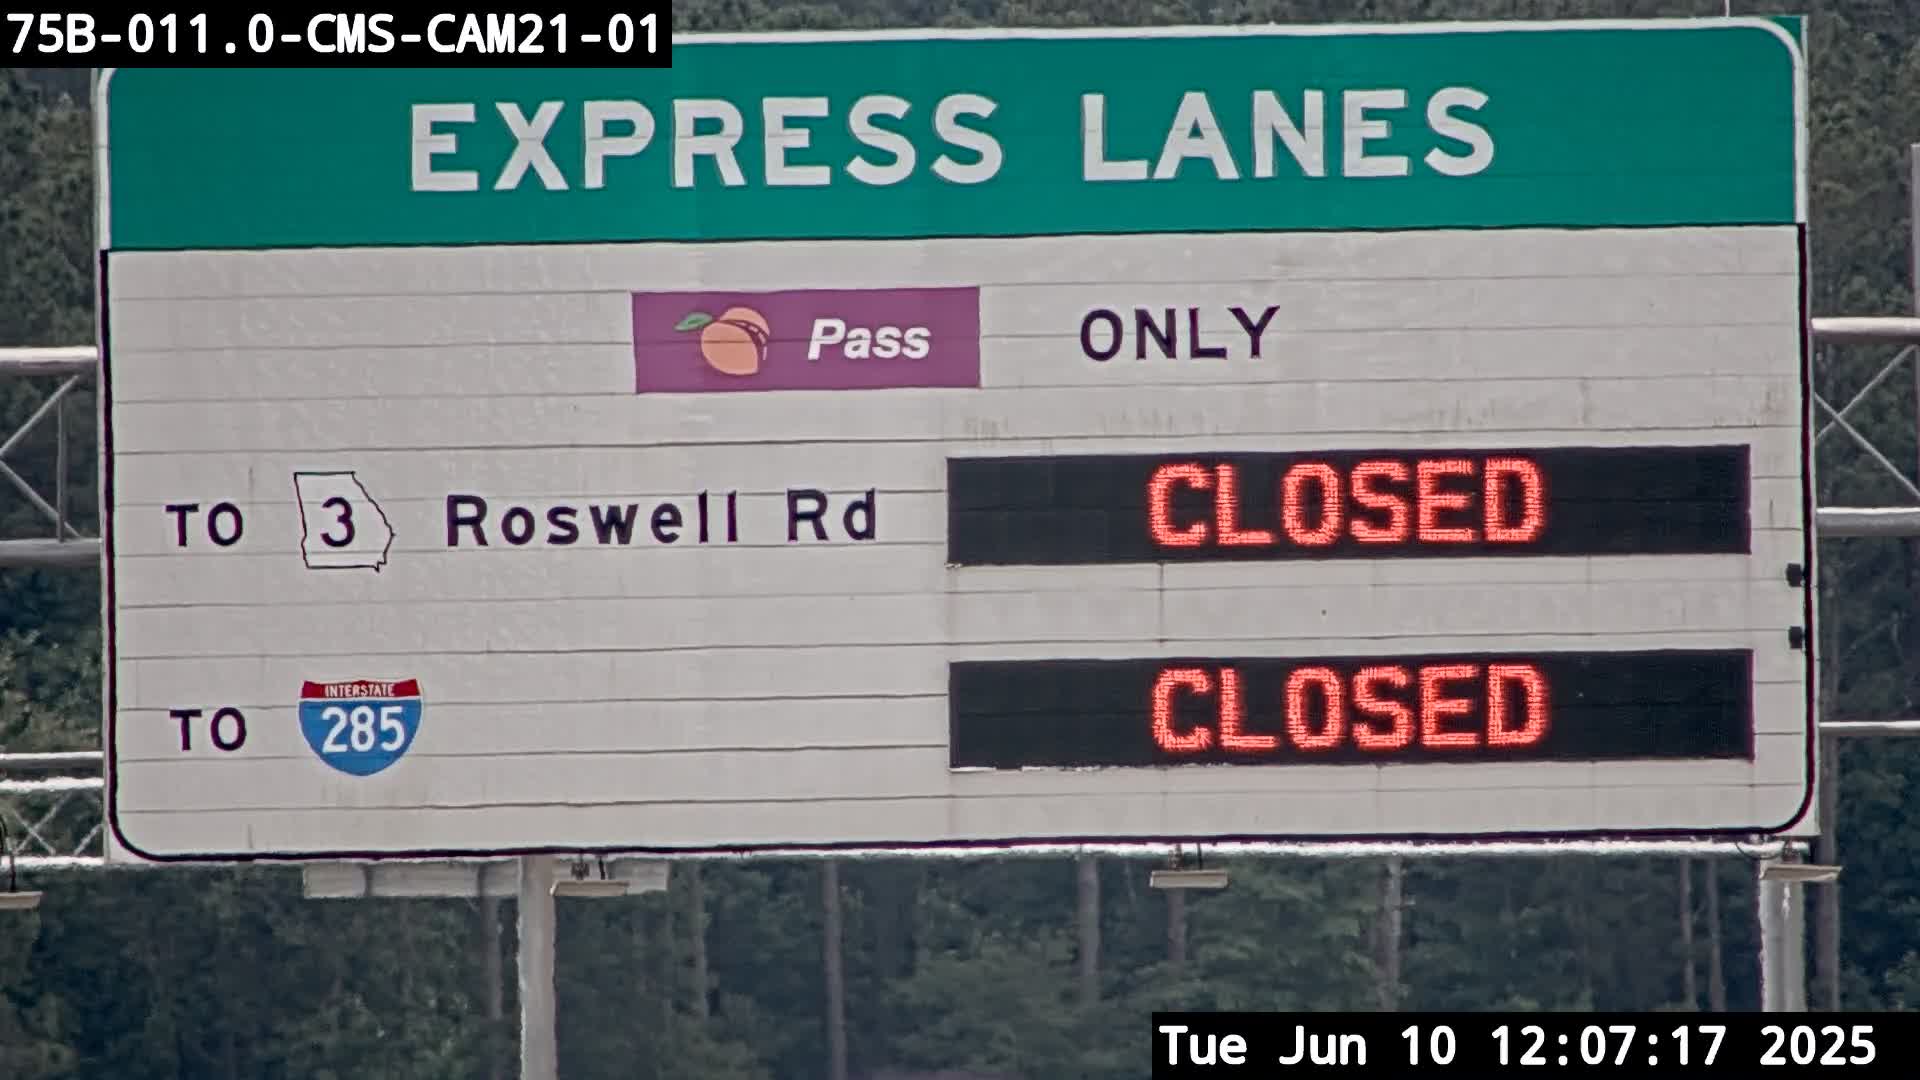 75B-011.0-CMS-CAM21-01
EXPRESS LANES
Pass ONLY
TO 3 Roswell Rd CLOSED
INTERSTATE
TO 285 CLOSED
Tue Jun 10 12:07:17 2025